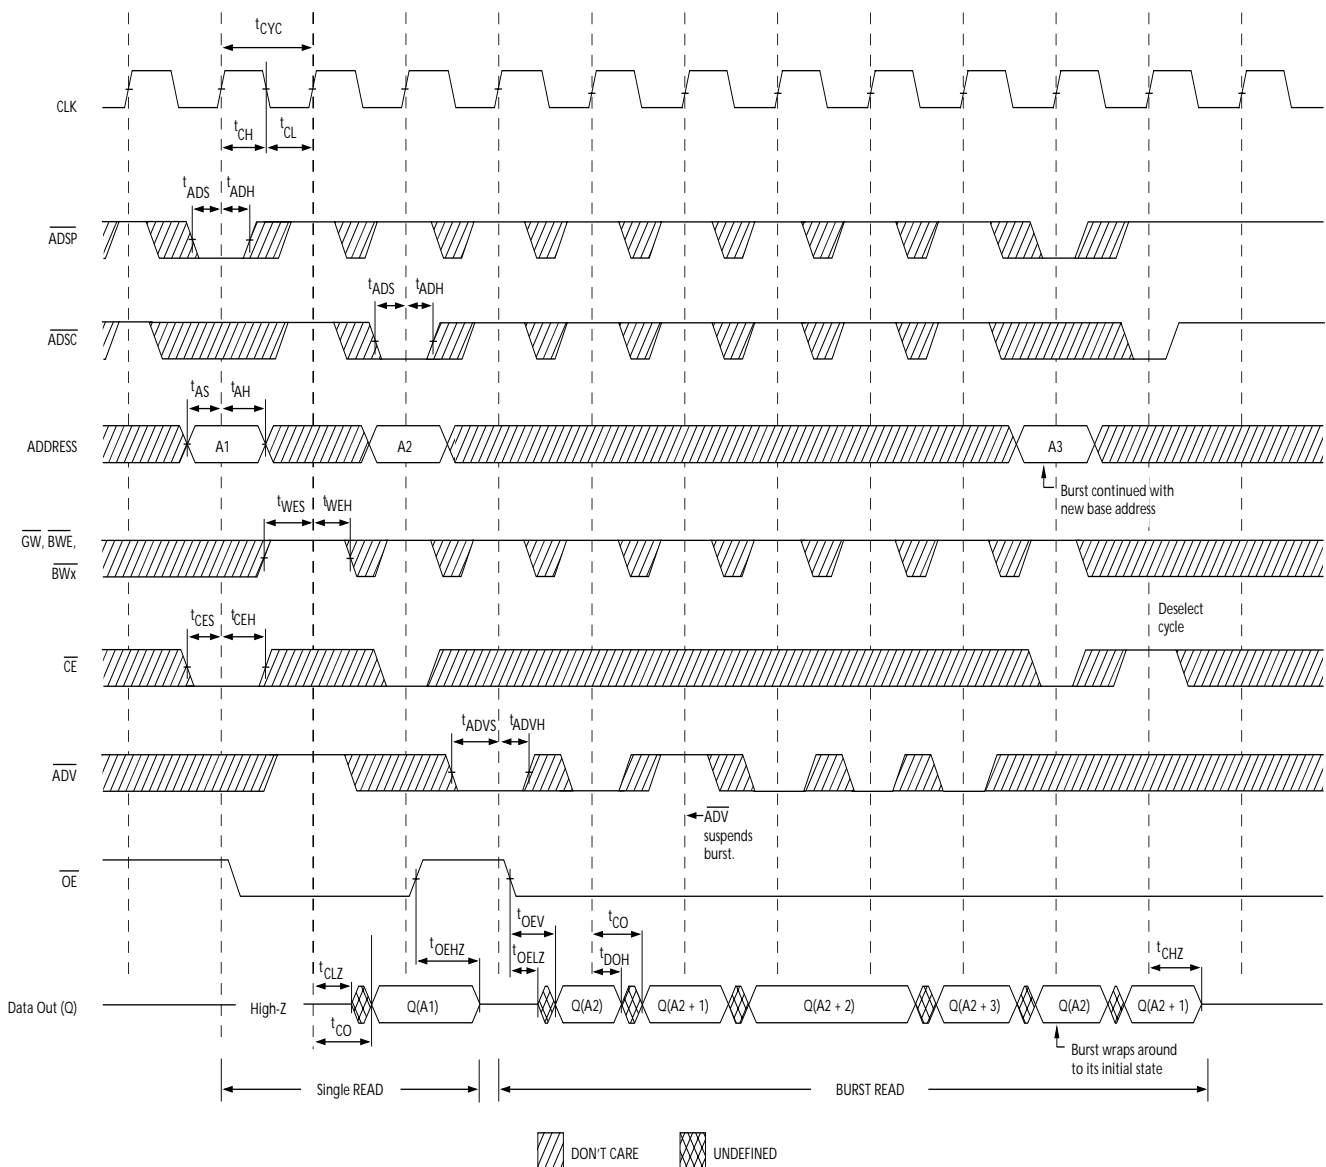 tCYC
CLK
tCH
tCL
tADS
tADH
ADSP
tADS
tADH
ADSC
tAS
tAH
ADDRESS
A1
A2
A3
Burst continued with
new base address
tWES
tWEH
GW, BWE,
BWx
tCES
tCEH
Deselect
cycle
CE
tADVS
tADVH
ADV
ADV
suspends
burst.
OE
tOEHZ
tOEV
tOELZ
tCO
tDOH
tCHZ
tCLZ
Data Out (Q)
High-Z
Q(A1)
Q(A2)
Q(A2 + 1)
Q(A2 + 2)
Q(A2 + 3)
Q(A2)
Q(A2 + 1)
tCO
Burst wraps around
to its initial state
Single READ
BURST READ
DON'T CARE
UNDEFINED